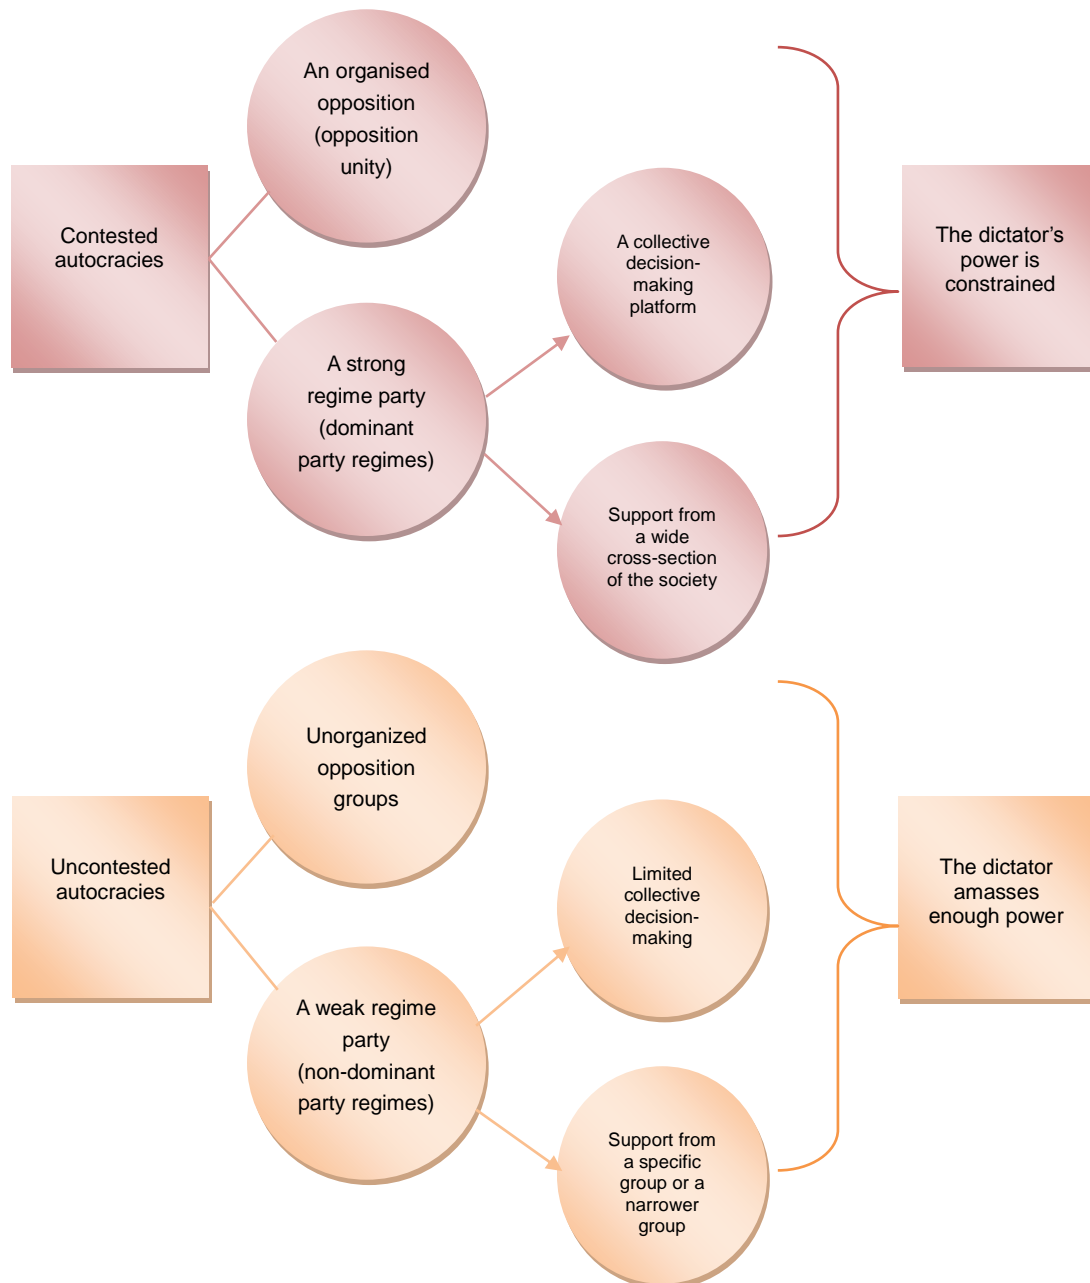 An organised
opposition
(opposition
unity)
Contested
autocracies
A collective
decision-
making
platform
The dictator’s
power is
constrained
A strong
regime party
(dominant
party regimes)
Support from
a wide
cross-section
of the society
Unorganized
opposition
groups
Uncontested
autocracies
Limited
collective
decision-
making
The dictator
amasses
enough power
A weak regime
party
(non-dominant
party regimes)
Support from
a specific
group or a
narrower
group